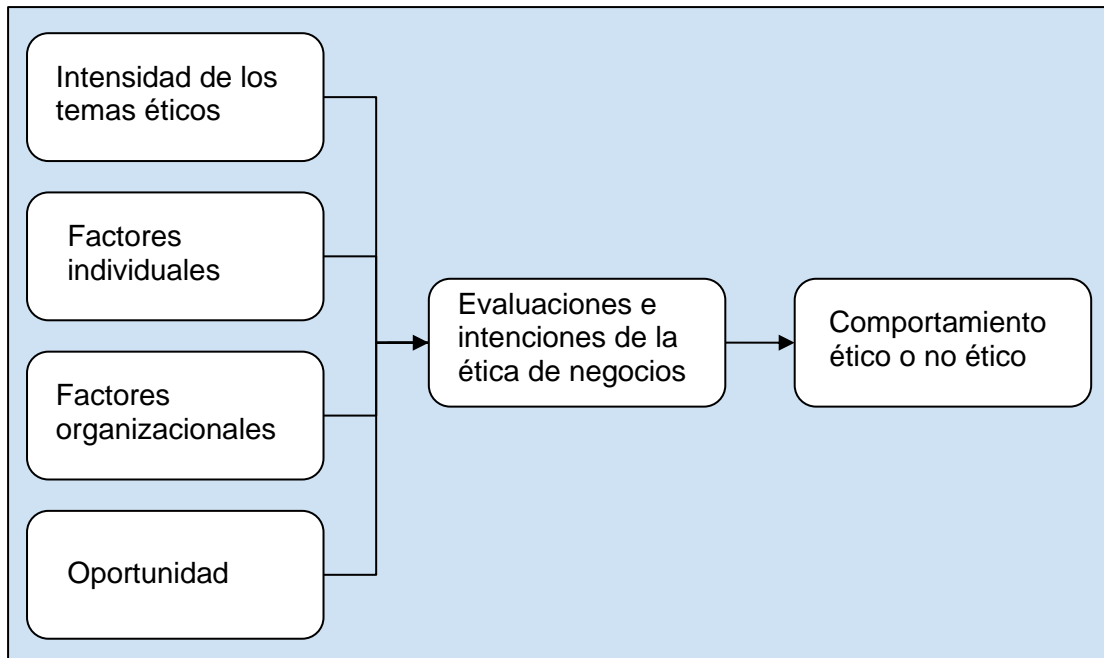 Intensidad de los
temas éticos
Factores
individuales
Factores
organizacionales
Oportunidad
Evaluaciones e
intenciones de la
ética de negocios
Comportamiento
ético o no ético